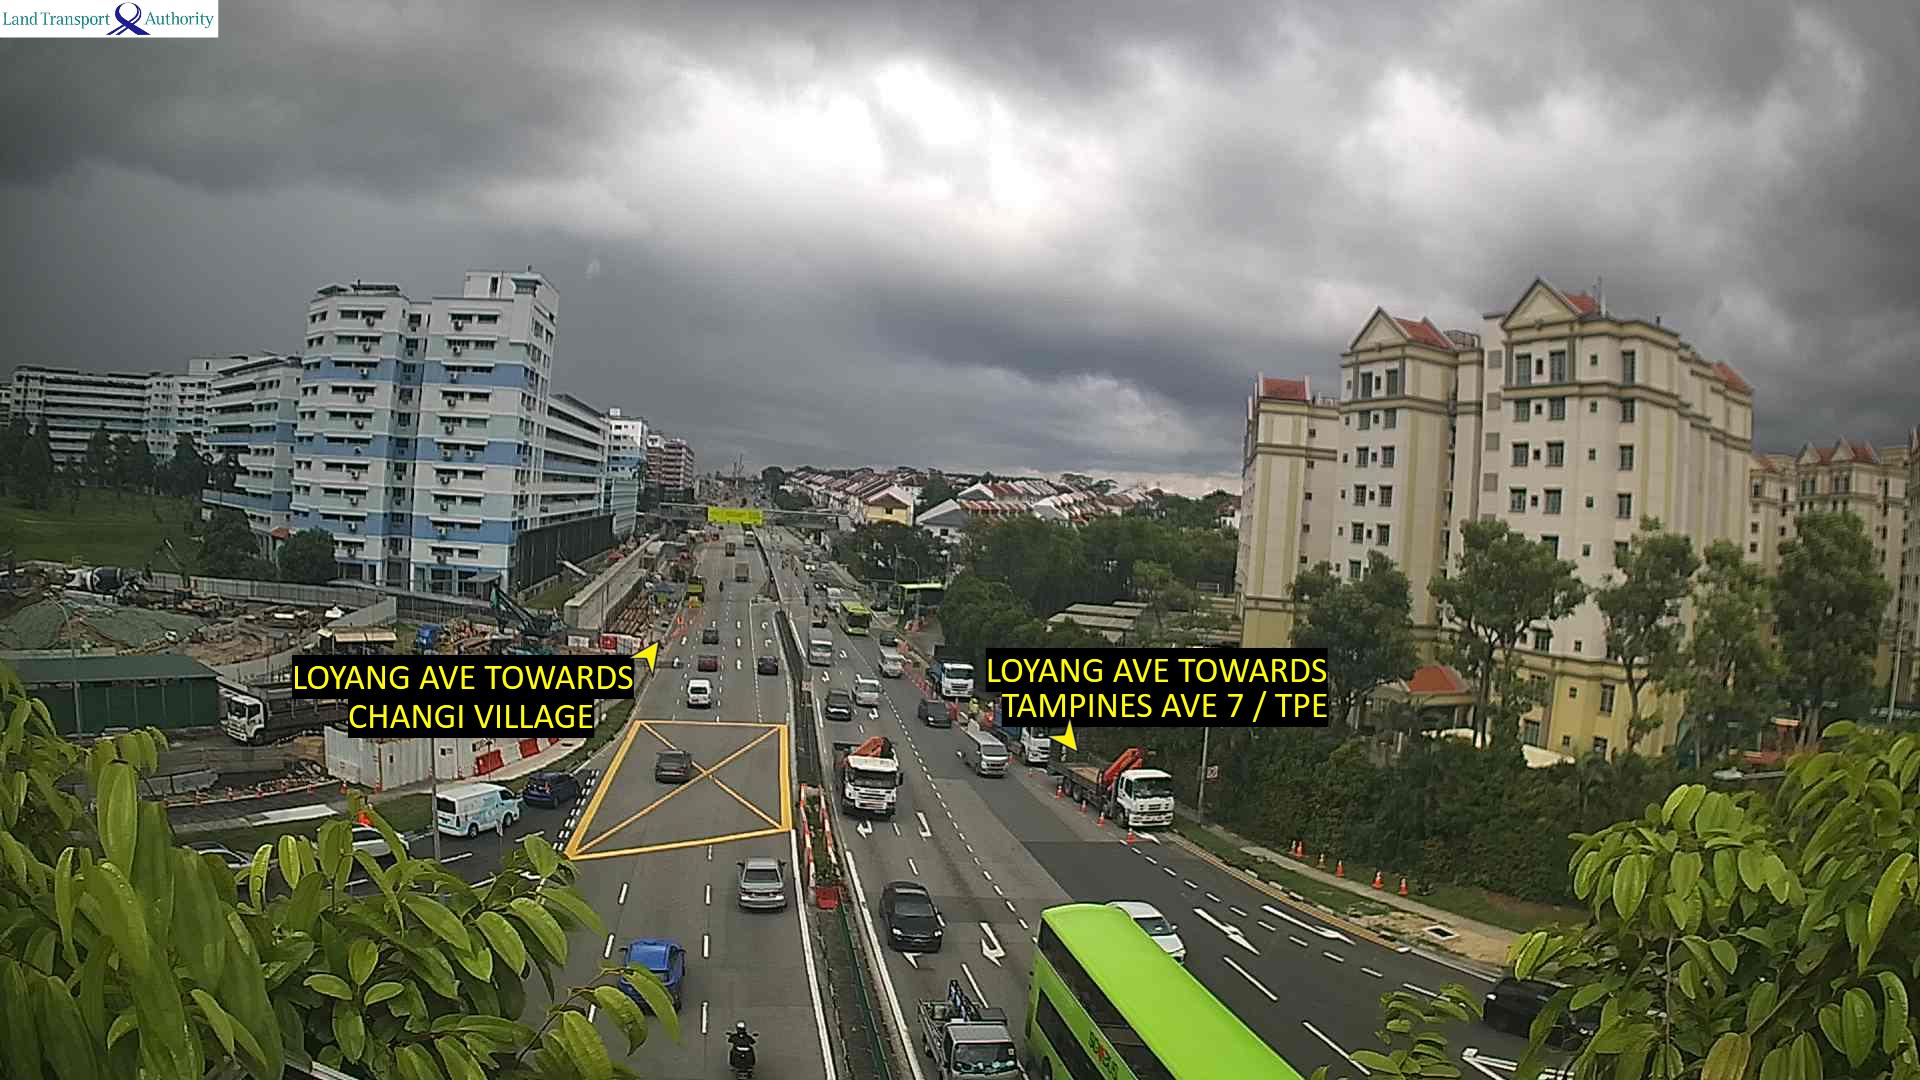 Land Transport Authority
LOYANG AVE TOWARDS
CHANGI VILLAGE
LOYANG AVE TOWARDS
TAMPINES AVE 7 / TPE